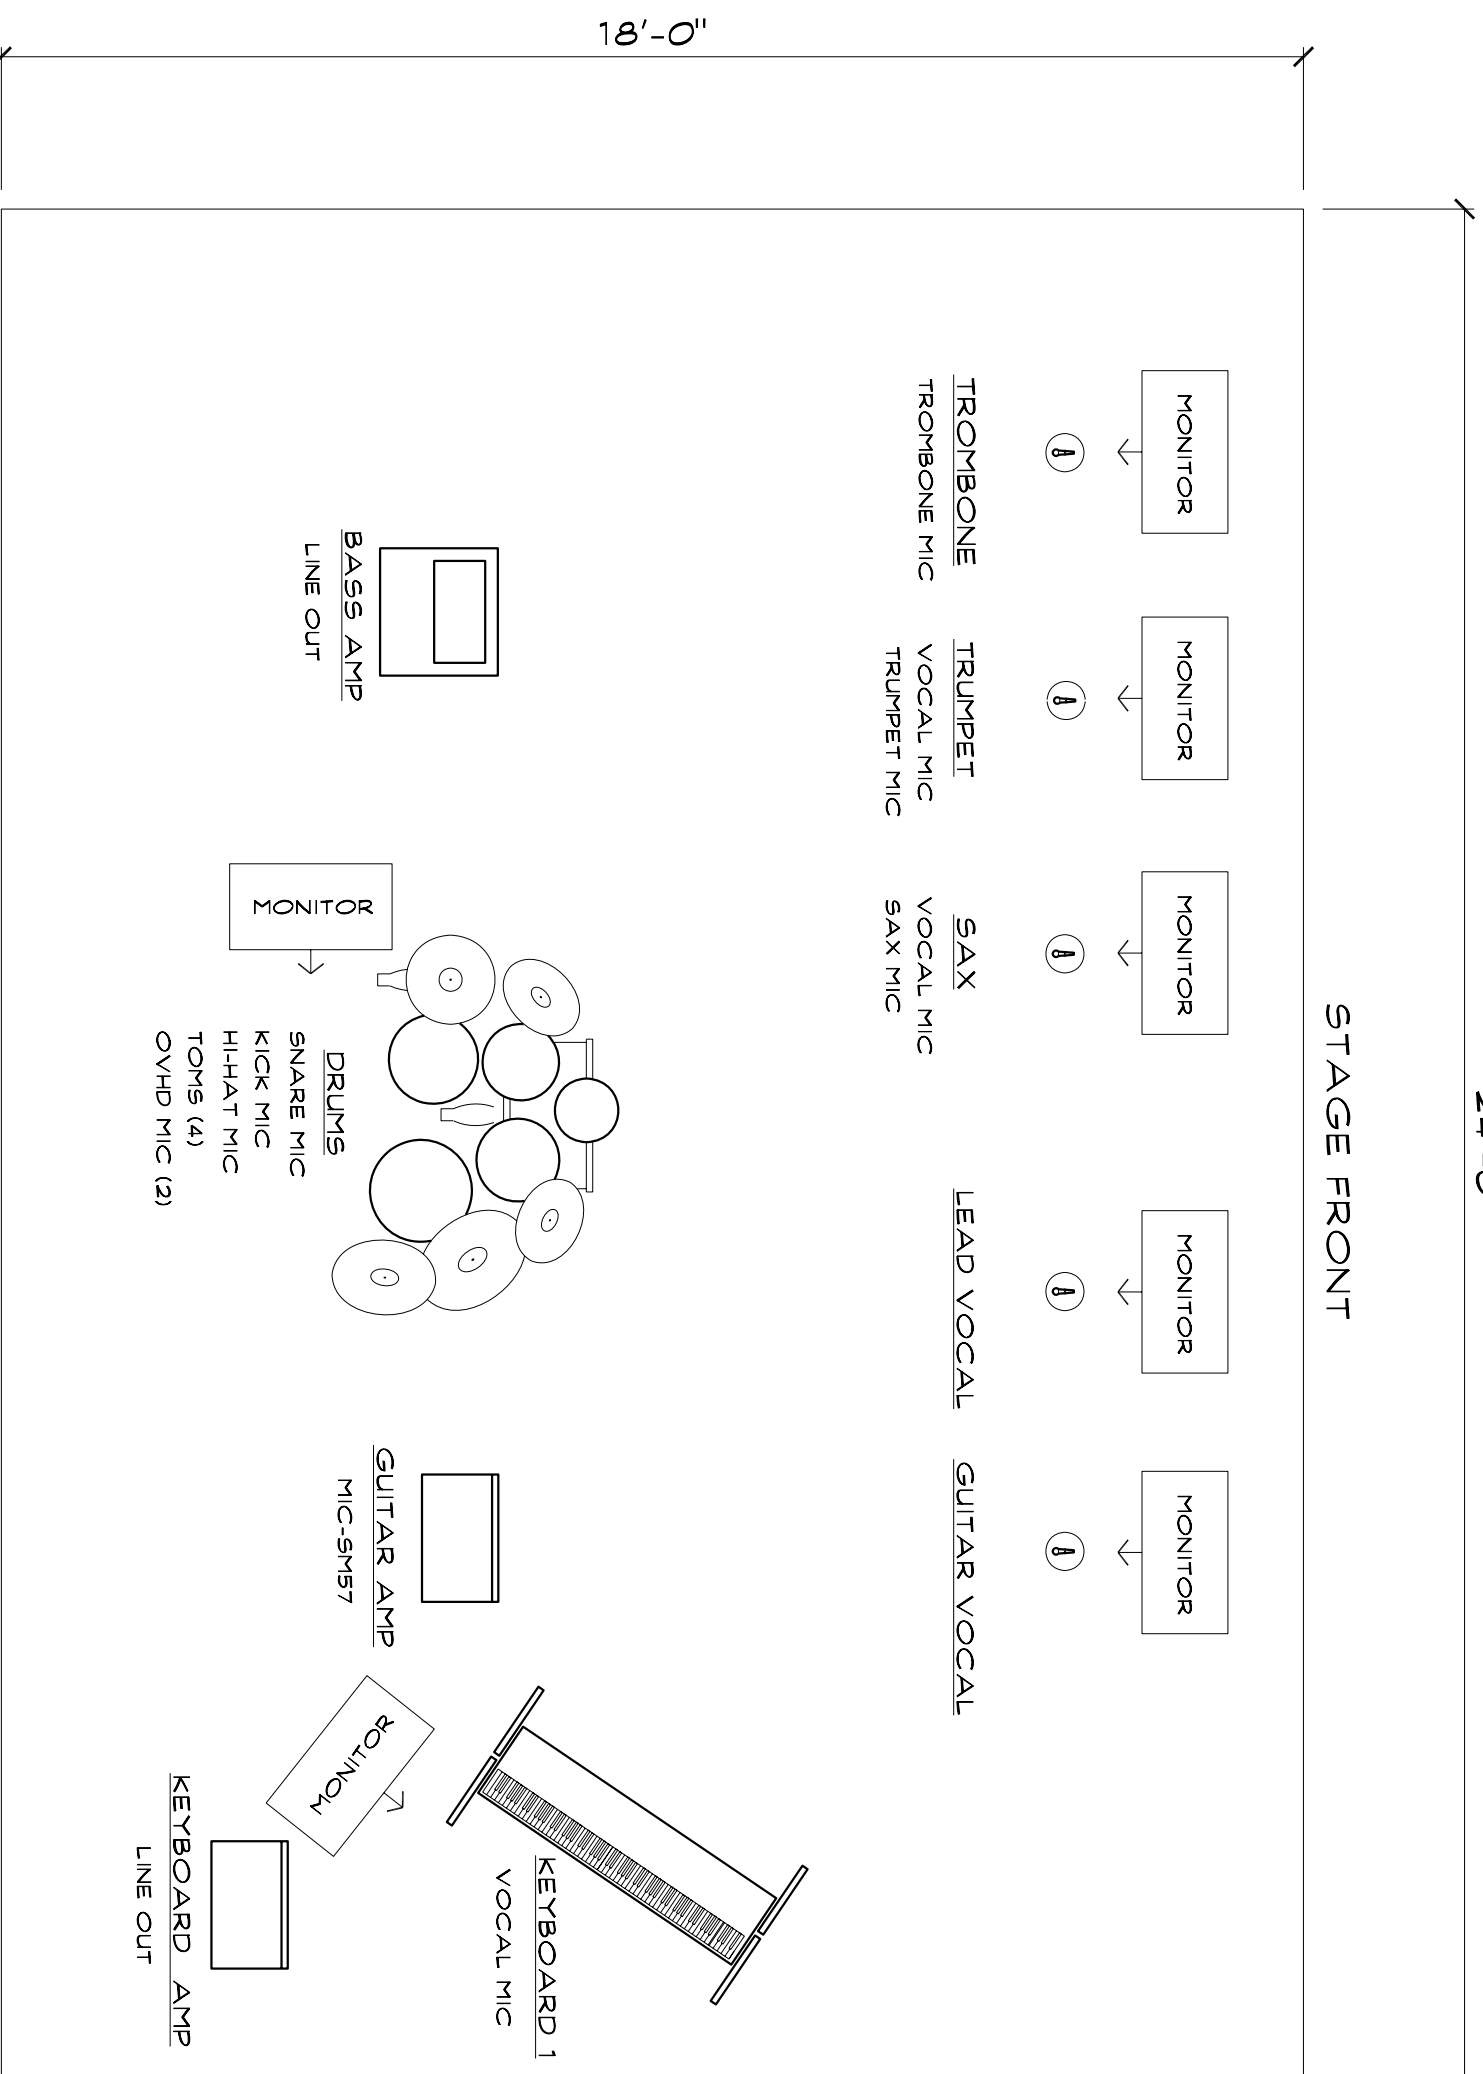 18'-0"
STAGE FRONT
MONITOR
MONITOR
MONITOR
MONITOR
MONITOR
TROMBONE
TROMBONE MIC
TRUMPET
VOCAL MIC
TRUMPET MIC
SAX
VOCAL MIC
SAX MIC
LEAD VOCAL
GUITAR VOCAL
BASS AMP
LINE OUT
MONITOR
DRUMS
SNARE MIC
KICK MIC
HI-HAT MIC
TOMS (4)
OVHD MIC (2)
GUITAR AMP
MIC-SM57
MONITOR
KEYBOARD 1
VOCAL MIC
KEYBOARD AMP
LINE OUT